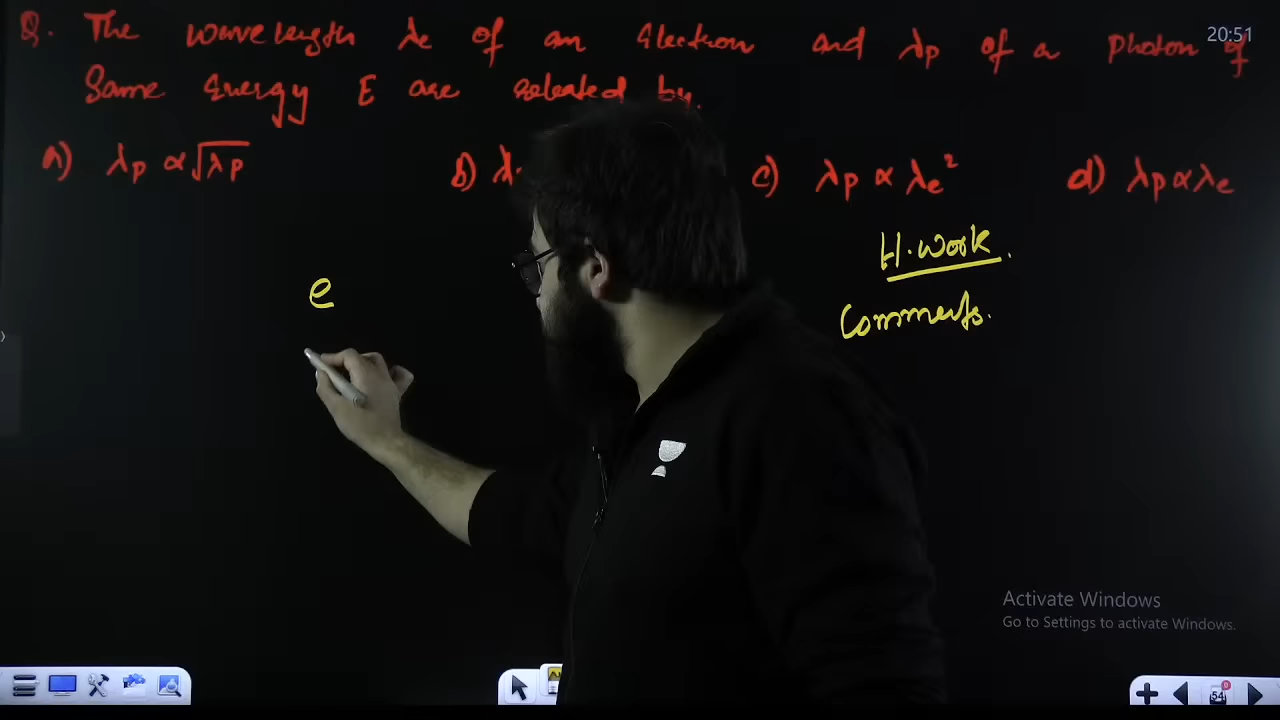 20:51
Q. The wavelength λe of an electron and λp of a photon of
Same energy E are related by.
a) λp ∝ √λp
b) λ
c) λp ∝ λe²
d) λp ∝ λe
H.Work.
Comments.
e
Activate Windows
Go to Settings to activate Windows.
54